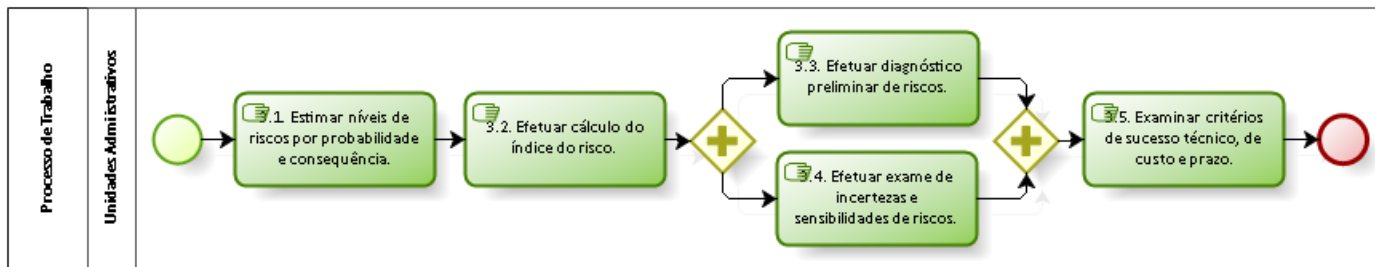 Processo de Trabalho
Unidades Admiistrativos
3.1. Estimar níveis de
riscos por probabilidade
e consequência.
3.2. Efetuar cálculo do
índice do risco.
3.3. Efetuar diagnóstico
preliminar de riscos.
3.4. Efetuar exame de
incertezas e
sensibilidades de riscos.
3.5. Examinar critérios
de sucesso técnico, de
custo e prazo.